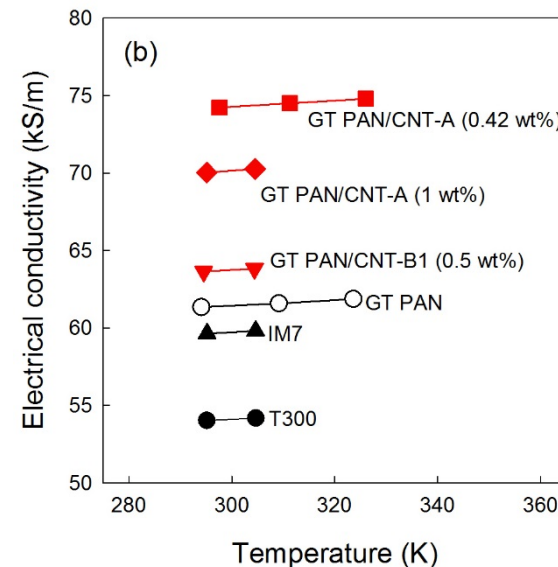 (b)
Electrical conductivity (kS/m)
80
75
70
65
60
55
50
GT PAN/CNT-A (0.42 wt%)
GT PAN/CNT-A (1 wt%)
GT PAN/CNT-B1 (0.5 wt%)
GT PAN
IM7
T300
280 300 320 340 360
Temperature (K)